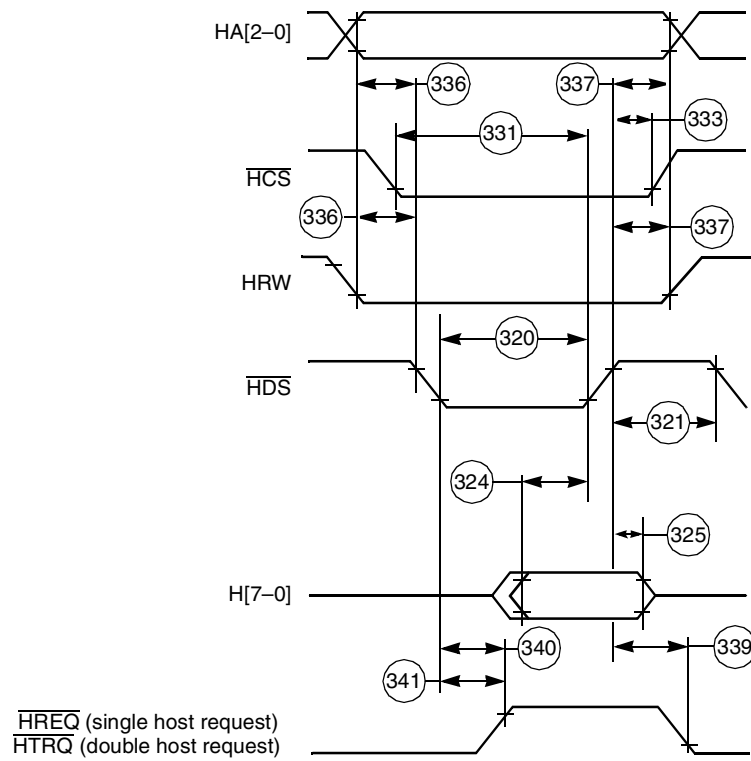 HA[2–0]
336
337
333
331
HCS
336
337
HRW
320
HDS
321
324
325
H[7–0]
340
339
341
HREQ (single host request)
HTRQ (double host request)